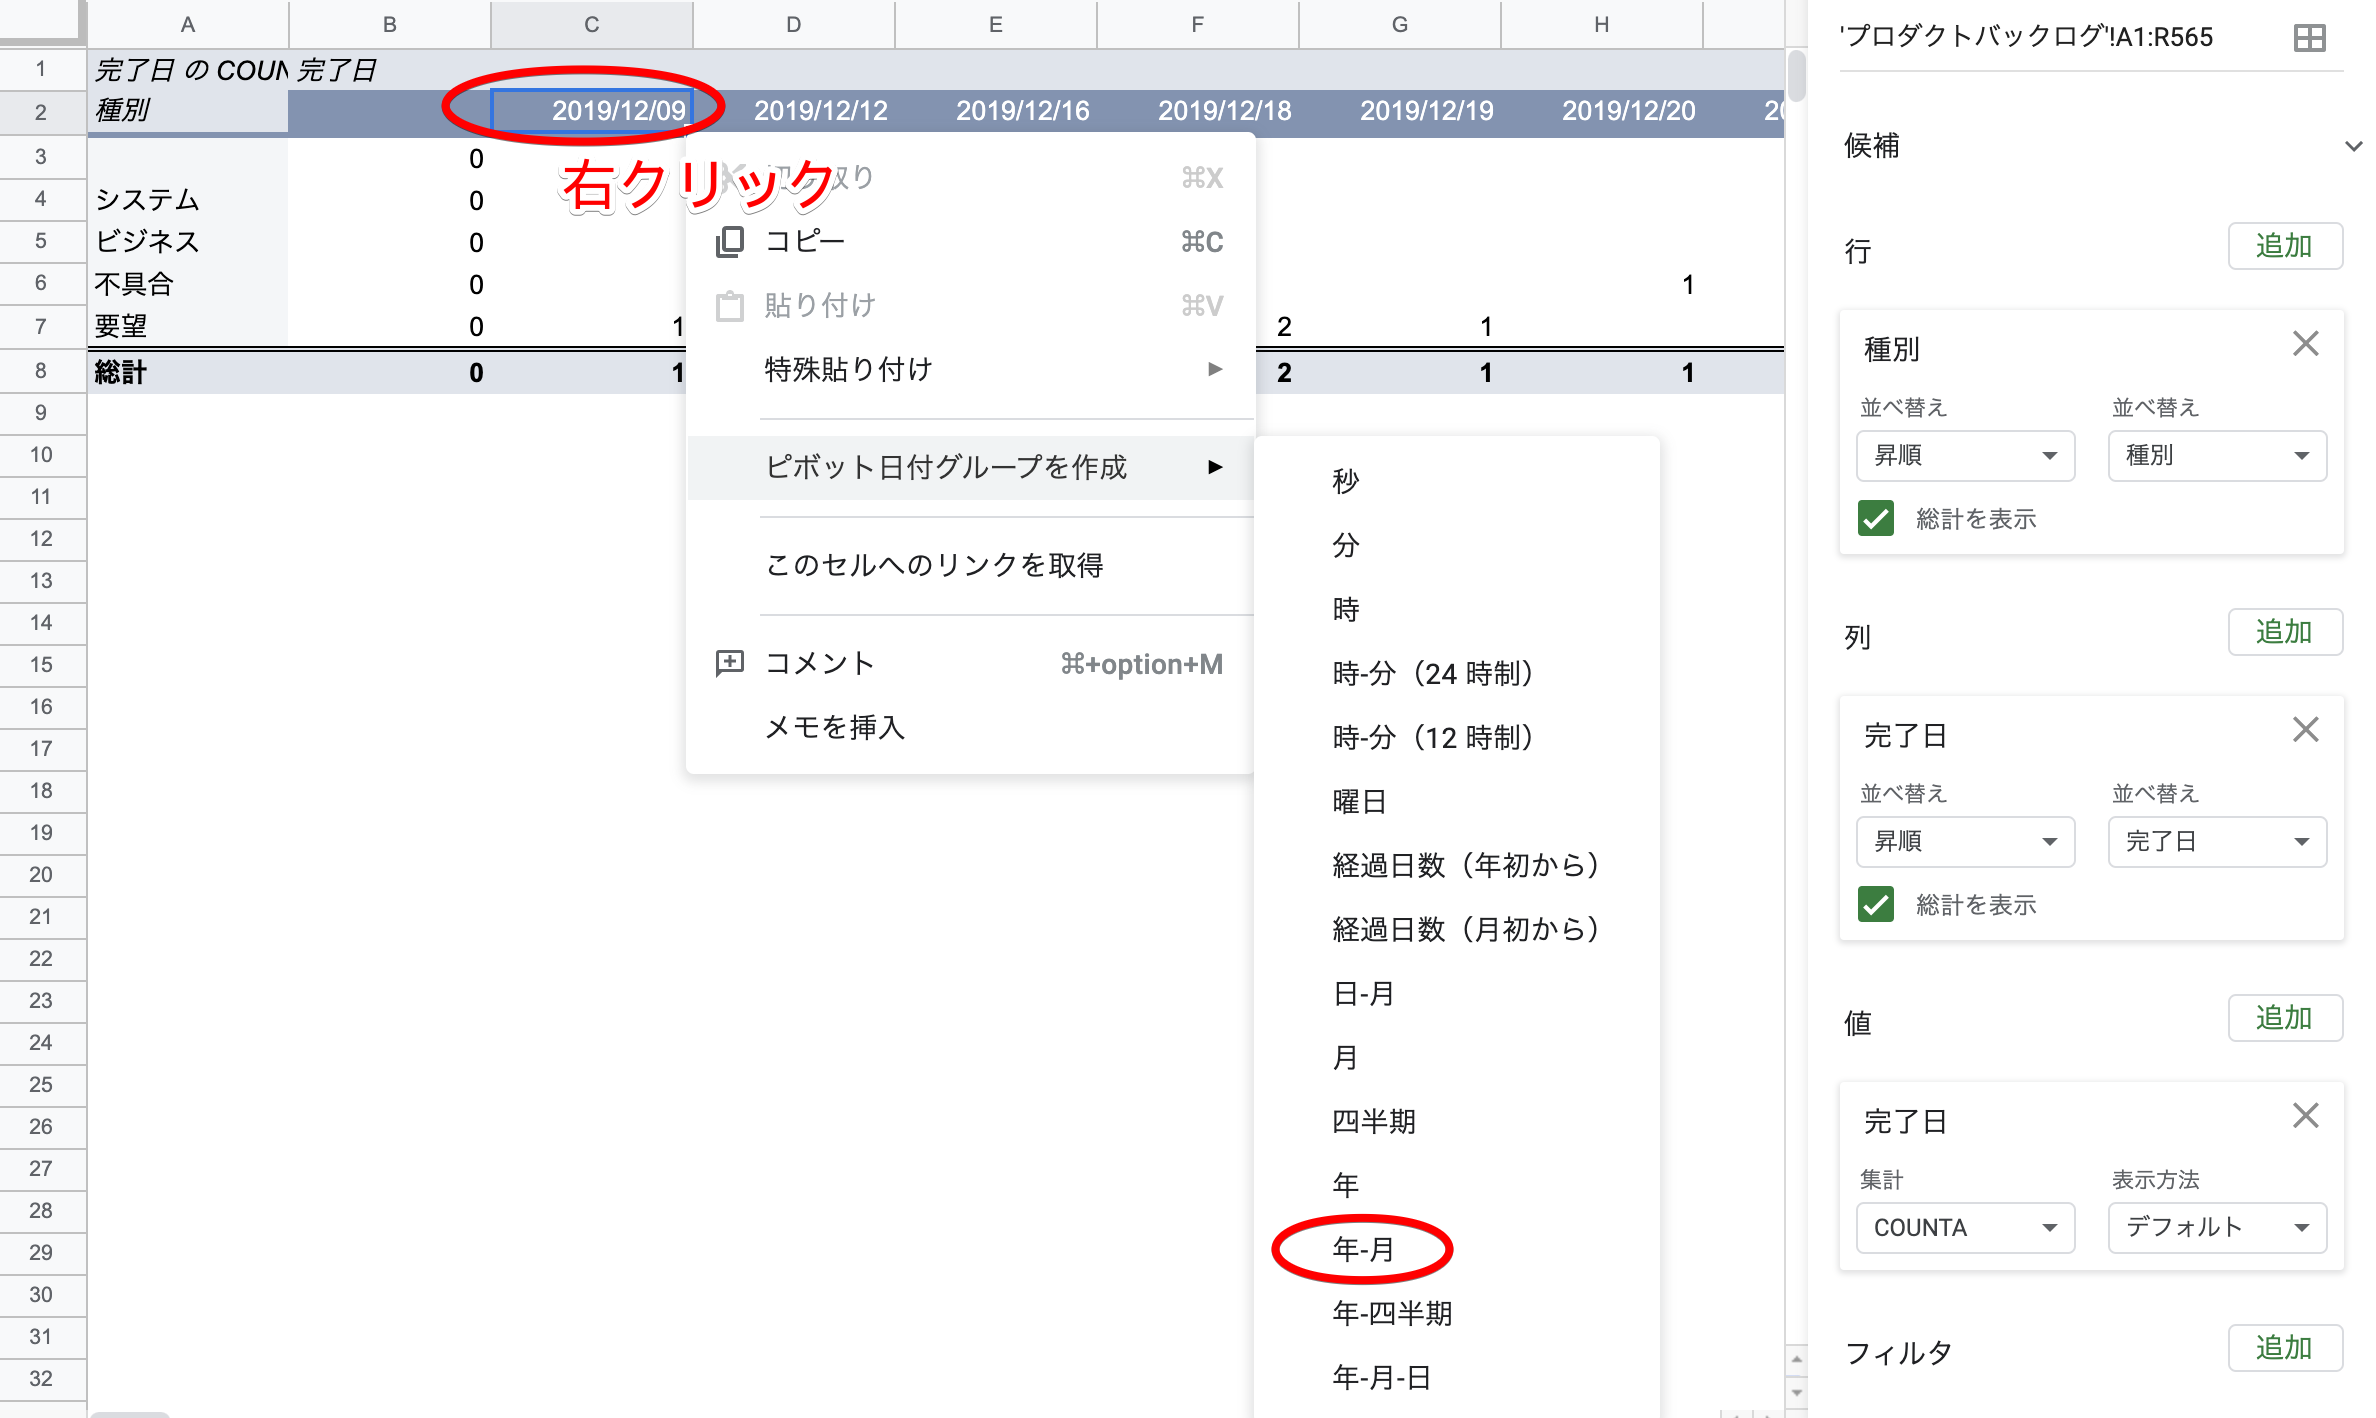 A B C D E F G H
1 完了日 の COUN 完了日
2 種別 2019/12/09 2019/12/12 2019/12/16 2019/12/18 2019/12/19 2019/12/20 20
3 0
4 システム 0
5 ビジネス 0
6 不具合 0 1
7 要望 0 1 2 1
8 総計 0 1 2 1 1
9
10
11
12
13
14
15
16
17
18
19
20
21
22
23
24
25
26
27
28
29
30
31
32
右クリック
取り ⌘X
コピー ⌘C
貼り付け ⌘V
特殊貼り付け
ピボット日付グループを作成
このセルへのリンクを取得
コメント ⌘+option+M
メモを挿入
秒
分
時
時-分（24 時制）
時-分（12 時制）
曜日
経過日数（年初から）
経過日数（月初から）
日-月
月
四半期
年
年-月
年-四半期
年-月-日
'プロダクトバックログ'!A1:R565
候補
行 追加
種別
並べ替え 並べ替え
昇順 種別
総計を表示
列 追加
完了日
並べ替え 並べ替え
昇順 完了日
総計を表示
値 追加
完了日
集計 表示方法
COUNTA デフォルト
フィルタ 追加